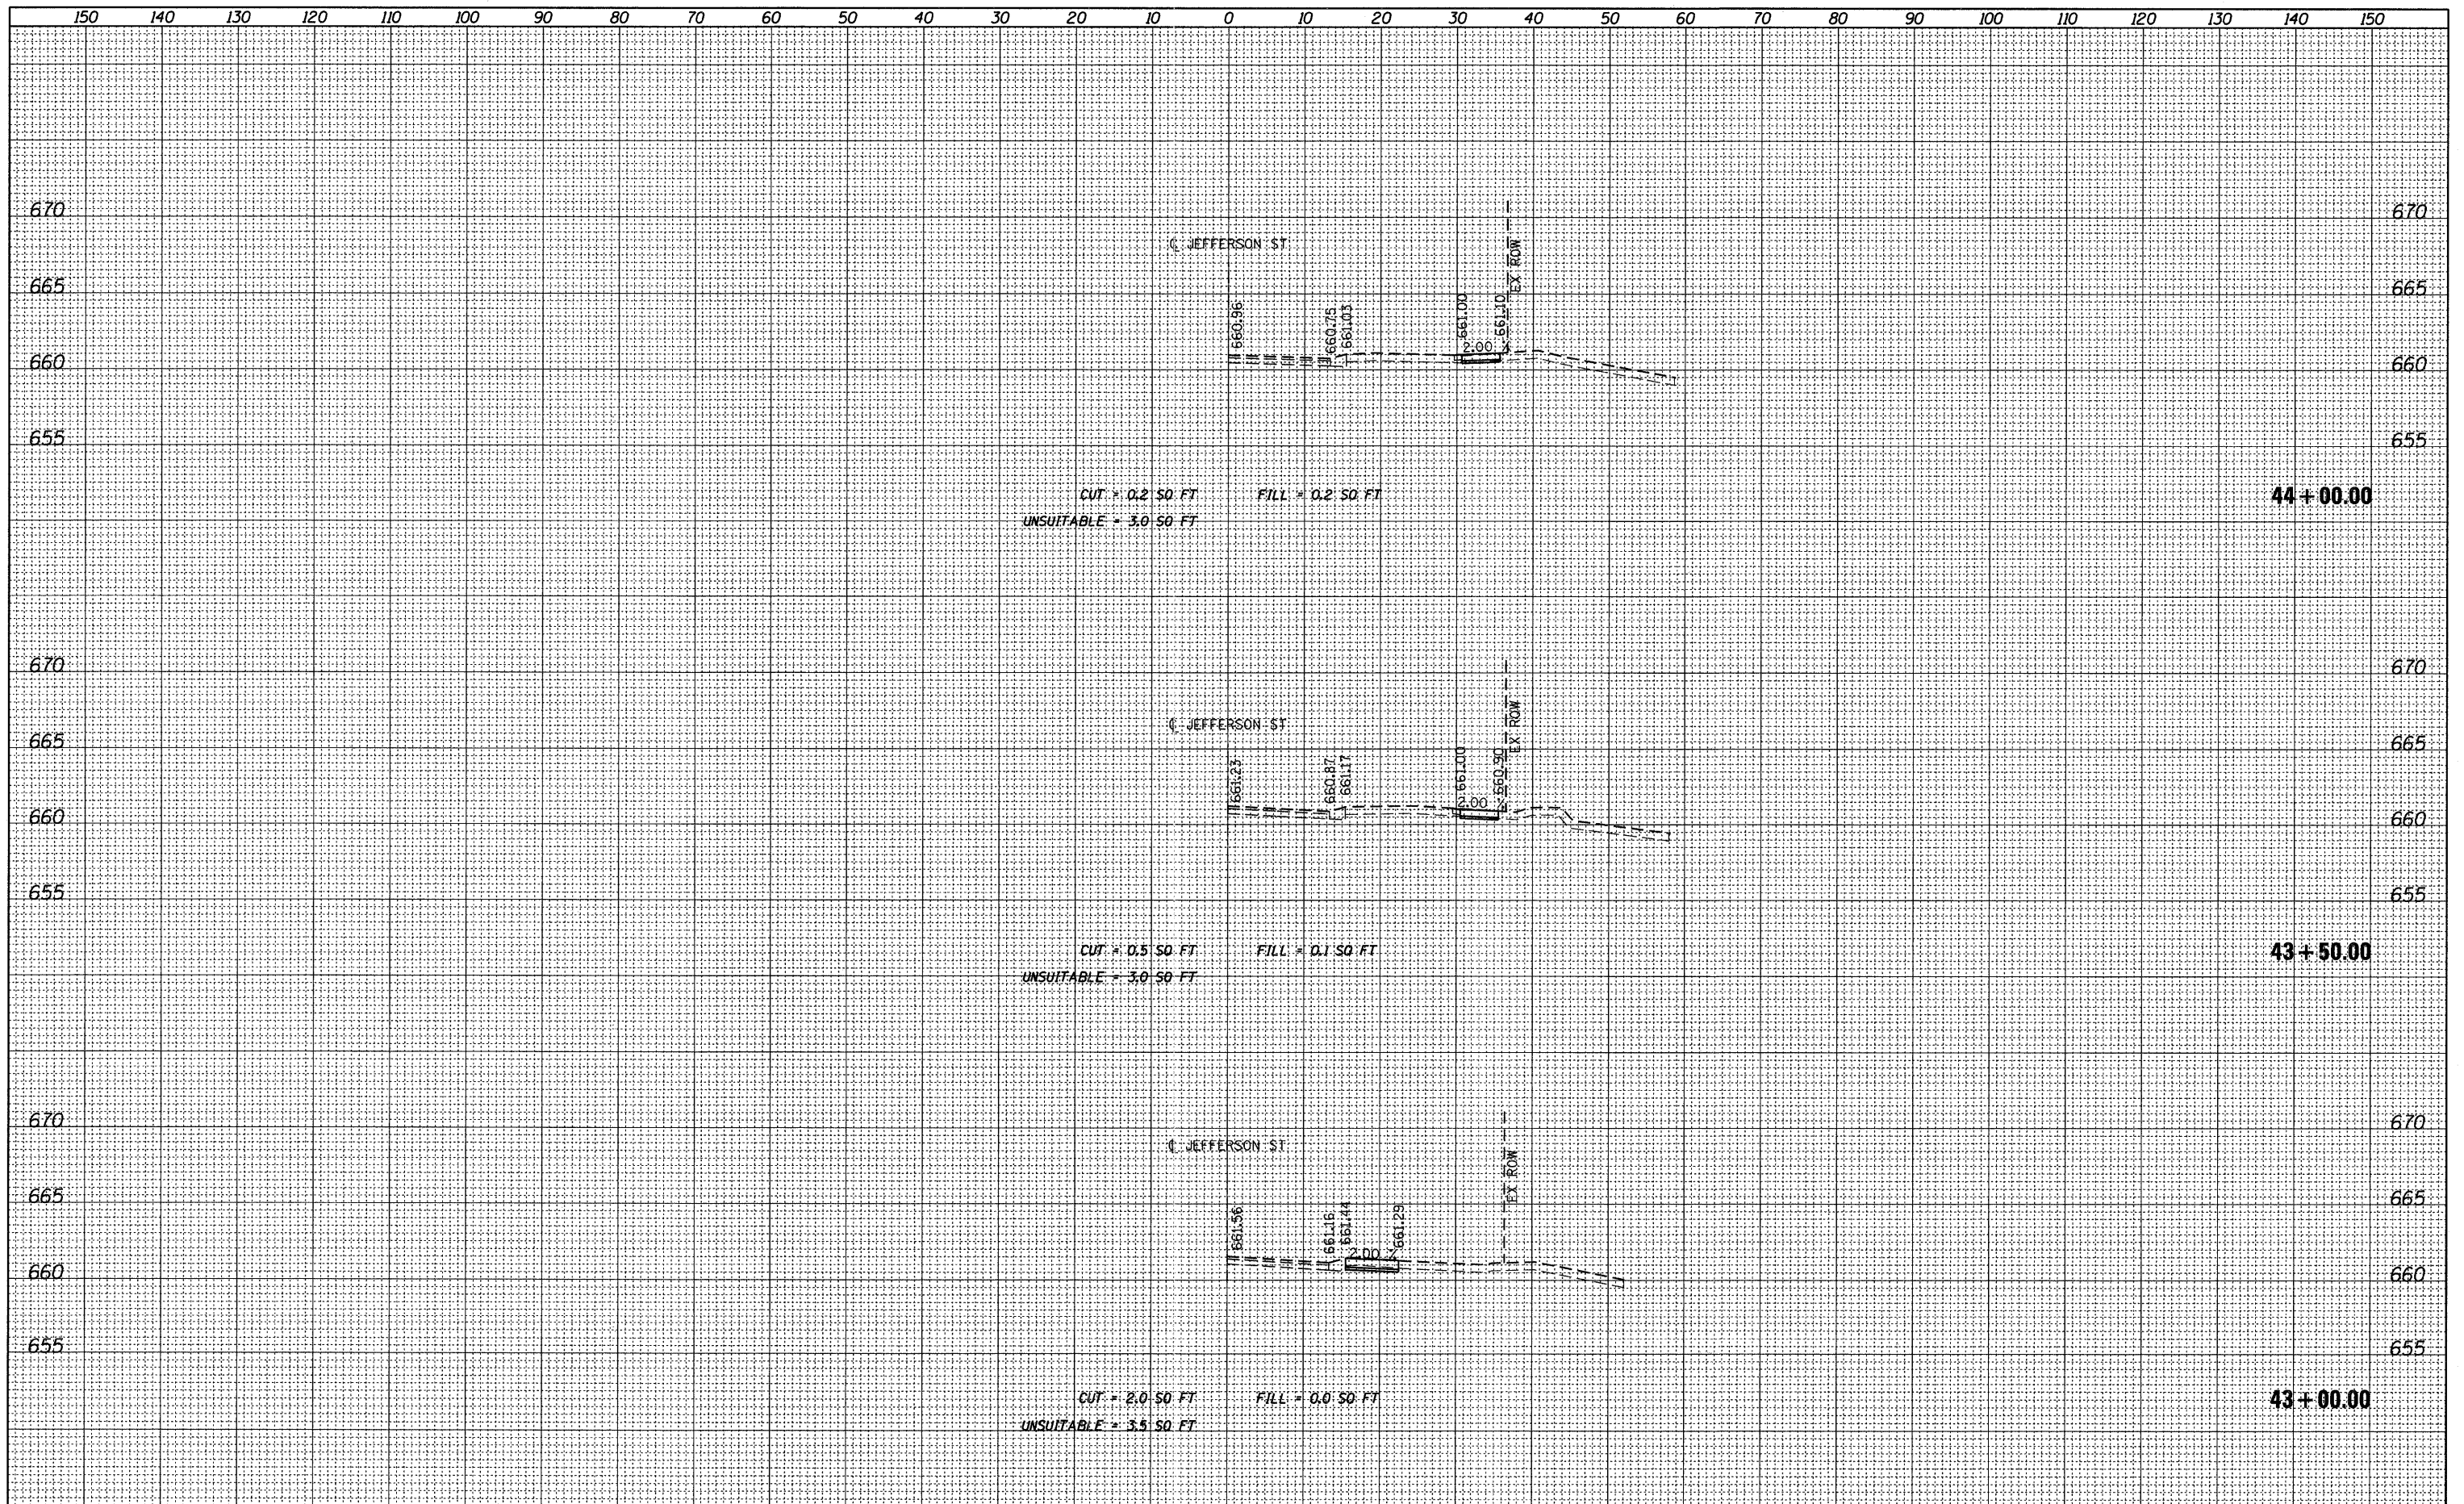 150 140 130 120 110 100 90 80 70 60 50 40 30 20 10 0 10 20 30 40 50 60 70 80 90 100 110 120 130 140 150
670 670
℄ JEFFERSON ST
EX ROW
665 665
660.96 660.75 661.03 661.00 661.10
2.00 %
660 660
655 655
CUT = 0.2 SQ FT FILL = 0.2 SQ FT 44+00.00
UNSUITABLE = 3.0 SQ FT
670 670
℄ JEFFERSON ST
EX ROW
665 665
661.23 660.87 661.17 661.00 660.90
2.00 %
660 660
655 655
CUT = 0.5 SQ FT FILL = 0.1 SQ FT 43+50.00
UNSUITABLE = 3.0 SQ FT
670 670
℄ JEFFERSON ST
EX ROW
665 665
661.56 661.16 661.44 661.29
2.00 %
660 660
655 655
CUT = 2.0 SQ FT FILL = 0.0 SQ FT 43+00.00
UNSUITABLE = 3.5 SQ FT